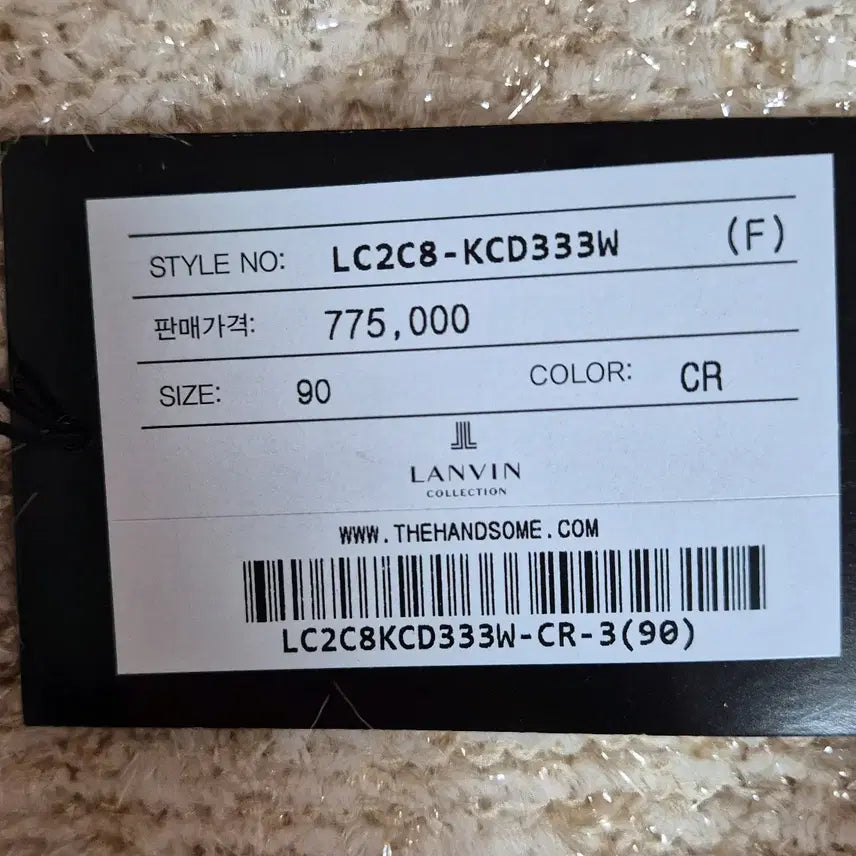 STYLE NO: LC2C8-KCD333W (F)
판매가격: 775,000
SIZE: 90 COLOR: CR
LANVIN
COLLECTION
WWW.THEHANDSOME.COM
LC2C8KCD333W-CR-3(90)